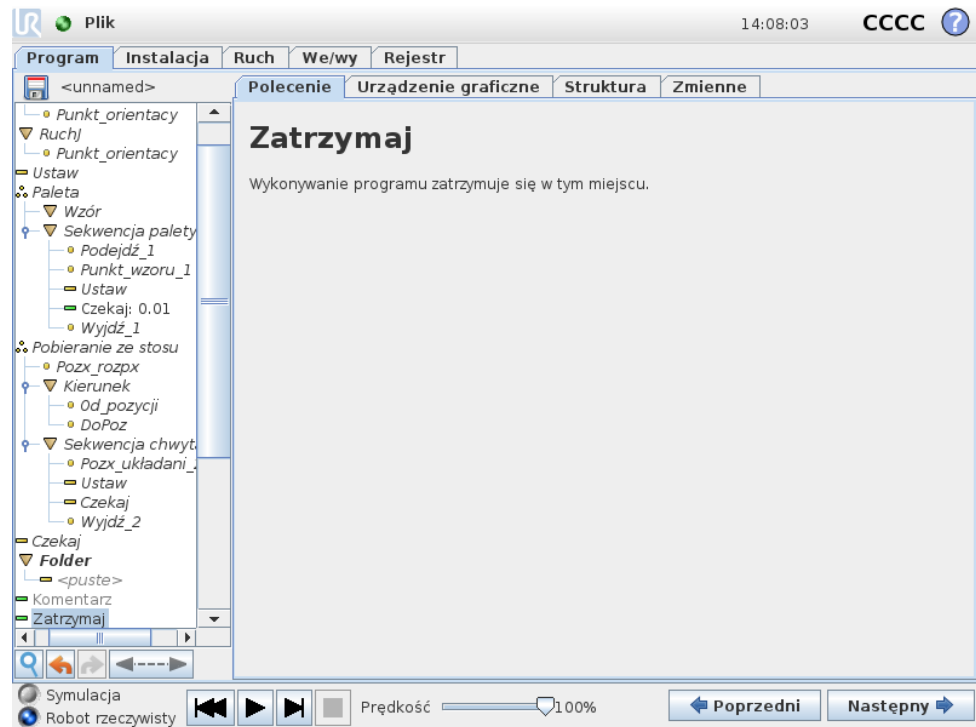 UR Plik 14:08:03 CCCC ?
Program Instalacja Ruch We/wy Rejestr
<unnamed>
Polecenie Urządzenie graficzne Struktura Zmienne
Punkt_orientacy
RuchJ
Punkt_orientacy
Ustaw
Paleta
Wzór
Sekwencja palety
Podejdź_1
Punkt_wzoru_1
Ustaw
Czekaj: 0.01
Wyjdź_1
Pobieranie ze stosu
Pozx_rozpx
Kierunek
Od_pozycji
DoPoz
Sekwencja chwyt
Pozx_układani_
Ustaw
Czekaj
Wyjdź_2
Czekaj
Folder
<puste>
Komentarz
Zatrzymaj
Zatrzymaj
Wykonywanie programu zatrzymuje się w tym miejscu.
Symulacja
Robot rzeczywisty
Prędkość 100%
Poprzedni Następny